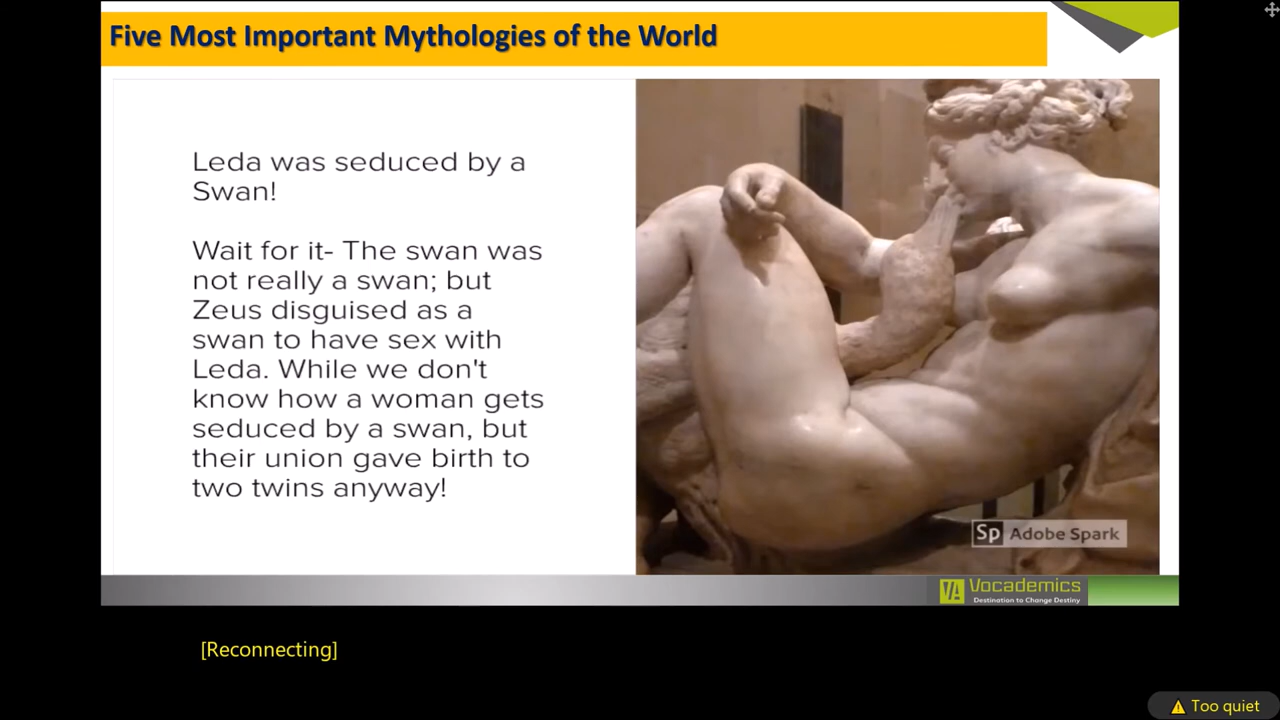 Five Most Important Mythologies of the World
Leda was seduced by a
Swan!
Wait for it- The swan was
not really a swan; but
Zeus disguised as a
swan to have sex with
Leda. While we don't
know how a woman gets
seduced by a swan, but
their union gave birth to
two twins anyway!
Sp Adobe Spark
VA Vocademics
Destination to Change Destiny
[Reconnecting]
Too quiet